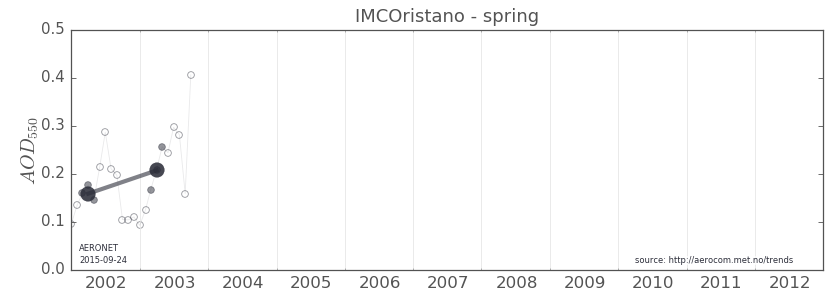 IMCOristano - spring
0.5
0.4
0.3
0.2
0.1
0.0
AOD550
AERONET
2015-09-24
source: http://aerocom.met.no/trends
2002 2003 2004 2005 2006 2007 2008 2009 2010 2011 2012